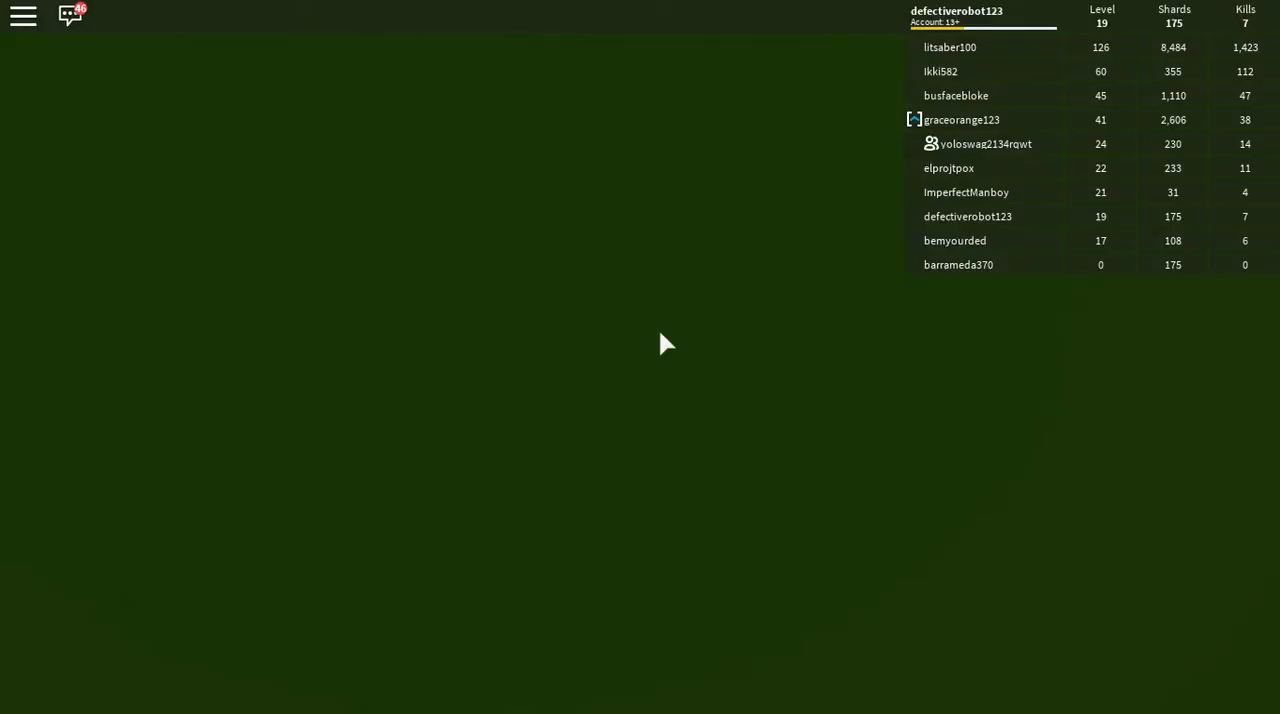 46
defectiverobot123 Level Shards Kills
Account: 13+ 19 175 7
litsaber100 126 8,484 1,423
Ikki582 60 355 112
busfacebloke 45 1,110 47
graceorange123 41 2,606 38
yoloswag2134rqwt 24 230 14
elprojtpox 22 233 11
ImperfectManboy 21 31 4
defectiverobot123 19 175 7
bemyourded 17 108 6
barrameda370 0 175 0